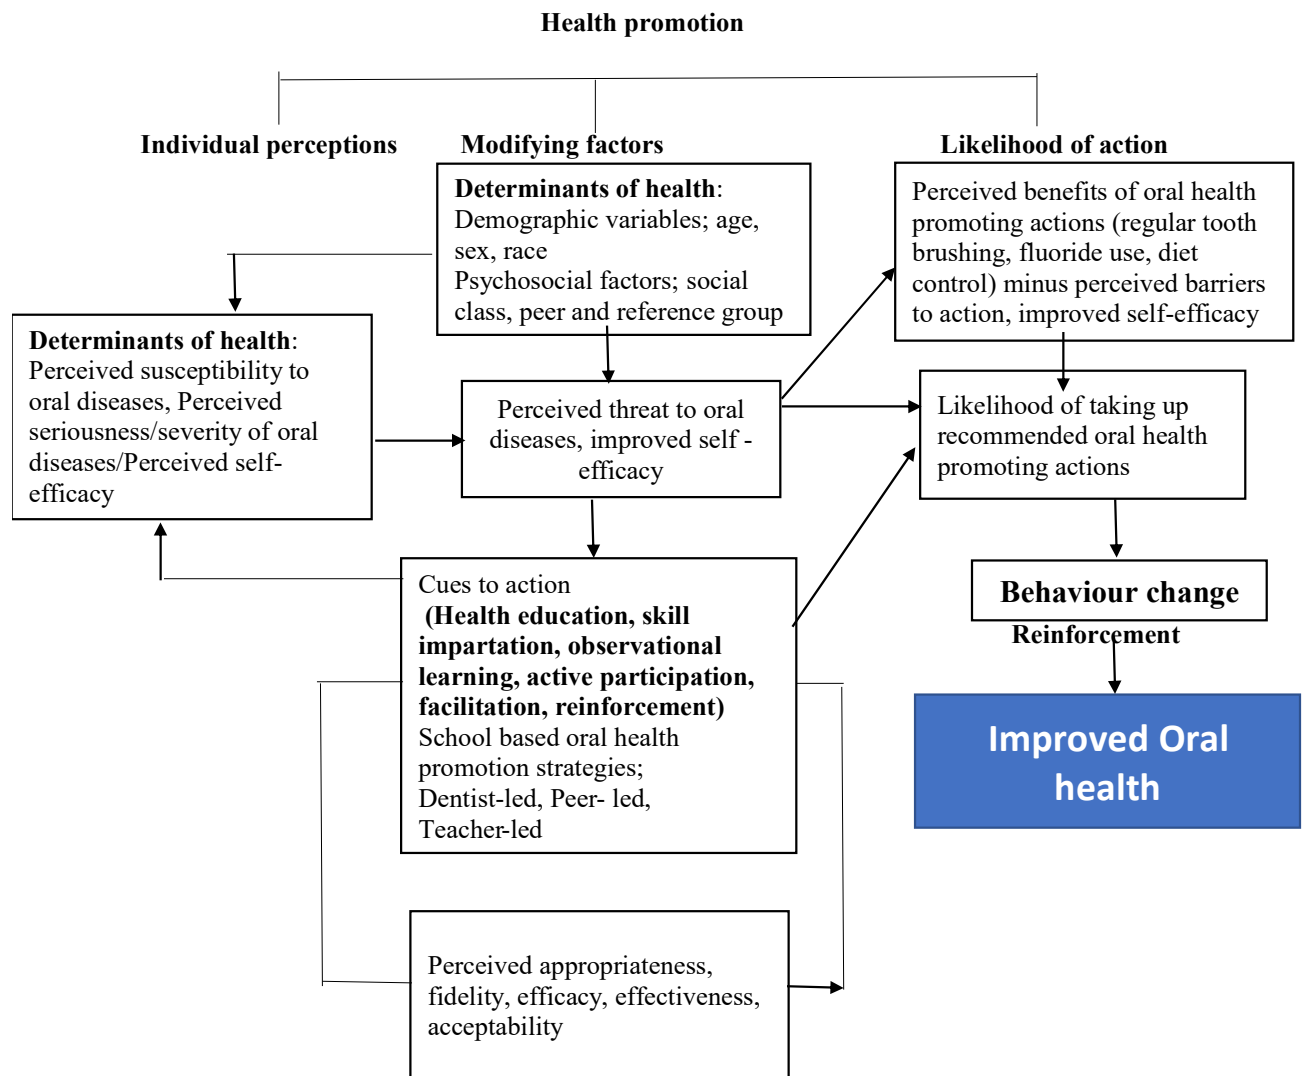 Health promotion
Individual perceptions
Modifying factors
Likelihood of action
Determinants of health:
Demographic variables; age,
sex, race
Psychosocial factors; social
class, peer and reference group
Perceived benefits of oral health
promoting actions (regular tooth
brushing, fluoride use, diet
control) minus perceived barriers
to action, improved self-efficacy
Determinants of health:
Perceived susceptibility to
oral diseases, Perceived
seriousness/severity of oral
diseases/Perceived self-
efficacy
Perceived threat to oral
diseases, improved self -
efficacy
Likelihood of taking up
recommended oral health
promoting actions
Cues to action
(Health education, skill
impartation, observational
learning, active participation,
facilitation, reinforcement)
School based oral health
promotion strategies;
Dentist-led, Peer- led,
Teacher-led
Behaviour change
Reinforcement
Improved Oral
health
Perceived appropriateness,
fidelity, efficacy, effectiveness,
acceptability